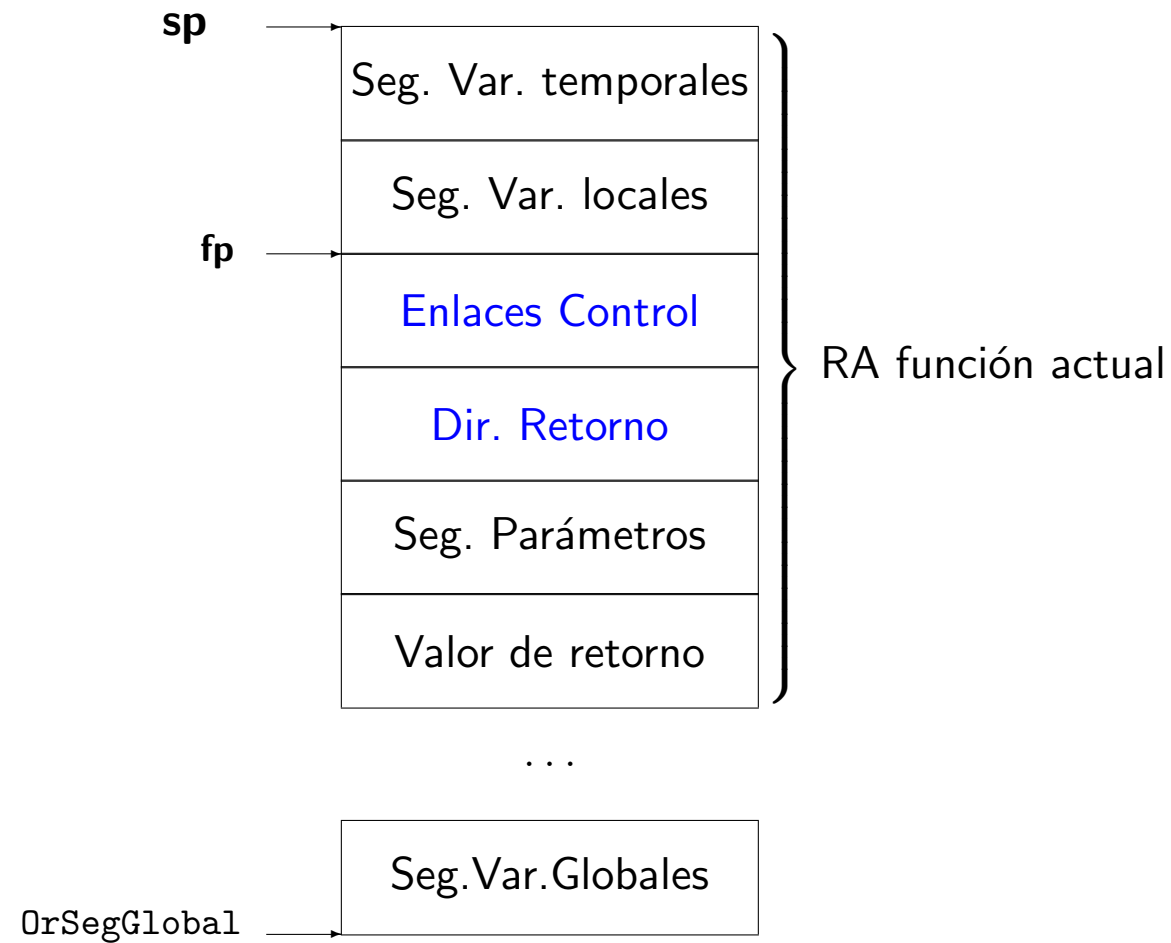 sp
Seg. Var. temporales
Seg. Var. locales
fp
Enlaces Control
RA función actual
Dir. Retorno
Seg. Parámetros
Valor de retorno
. . .
Seg.Var.Globales
OrSegGlobal